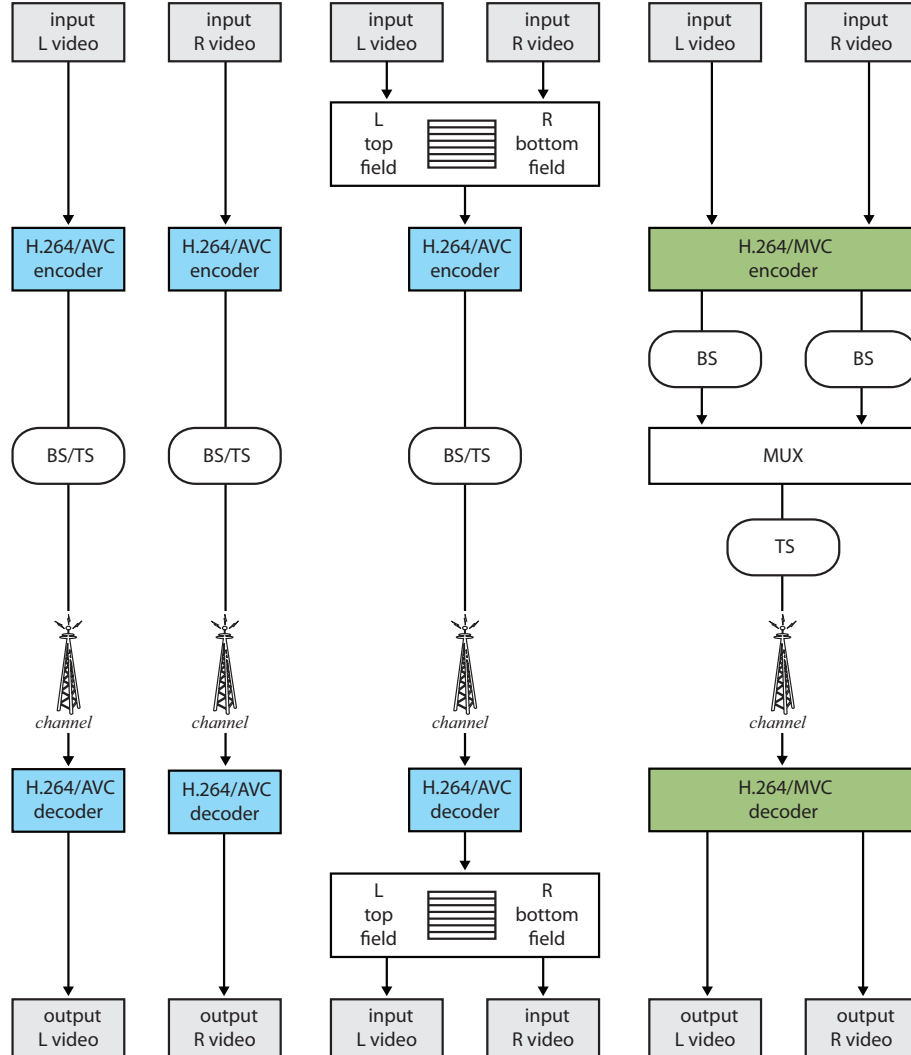 input
L video
input
R video
input
L video
input
R video
input
L video
input
R video
L
top
field
R
bottom
field
H.264/AVC
encoder
H.264/AVC
encoder
H.264/AVC
encoder
H.264/MVC
encoder
BS
BS
BS/TS
BS/TS
BS/TS
MUX
TS
channel
channel
channel
channel
H.264/AVC
decoder
H.264/AVC
decoder
H.264/AVC
decoder
H.264/MVC
decoder
L
top
field
R
bottom
field
output
L video
output
R video
input
L video
input
R video
output
L video
output
R video